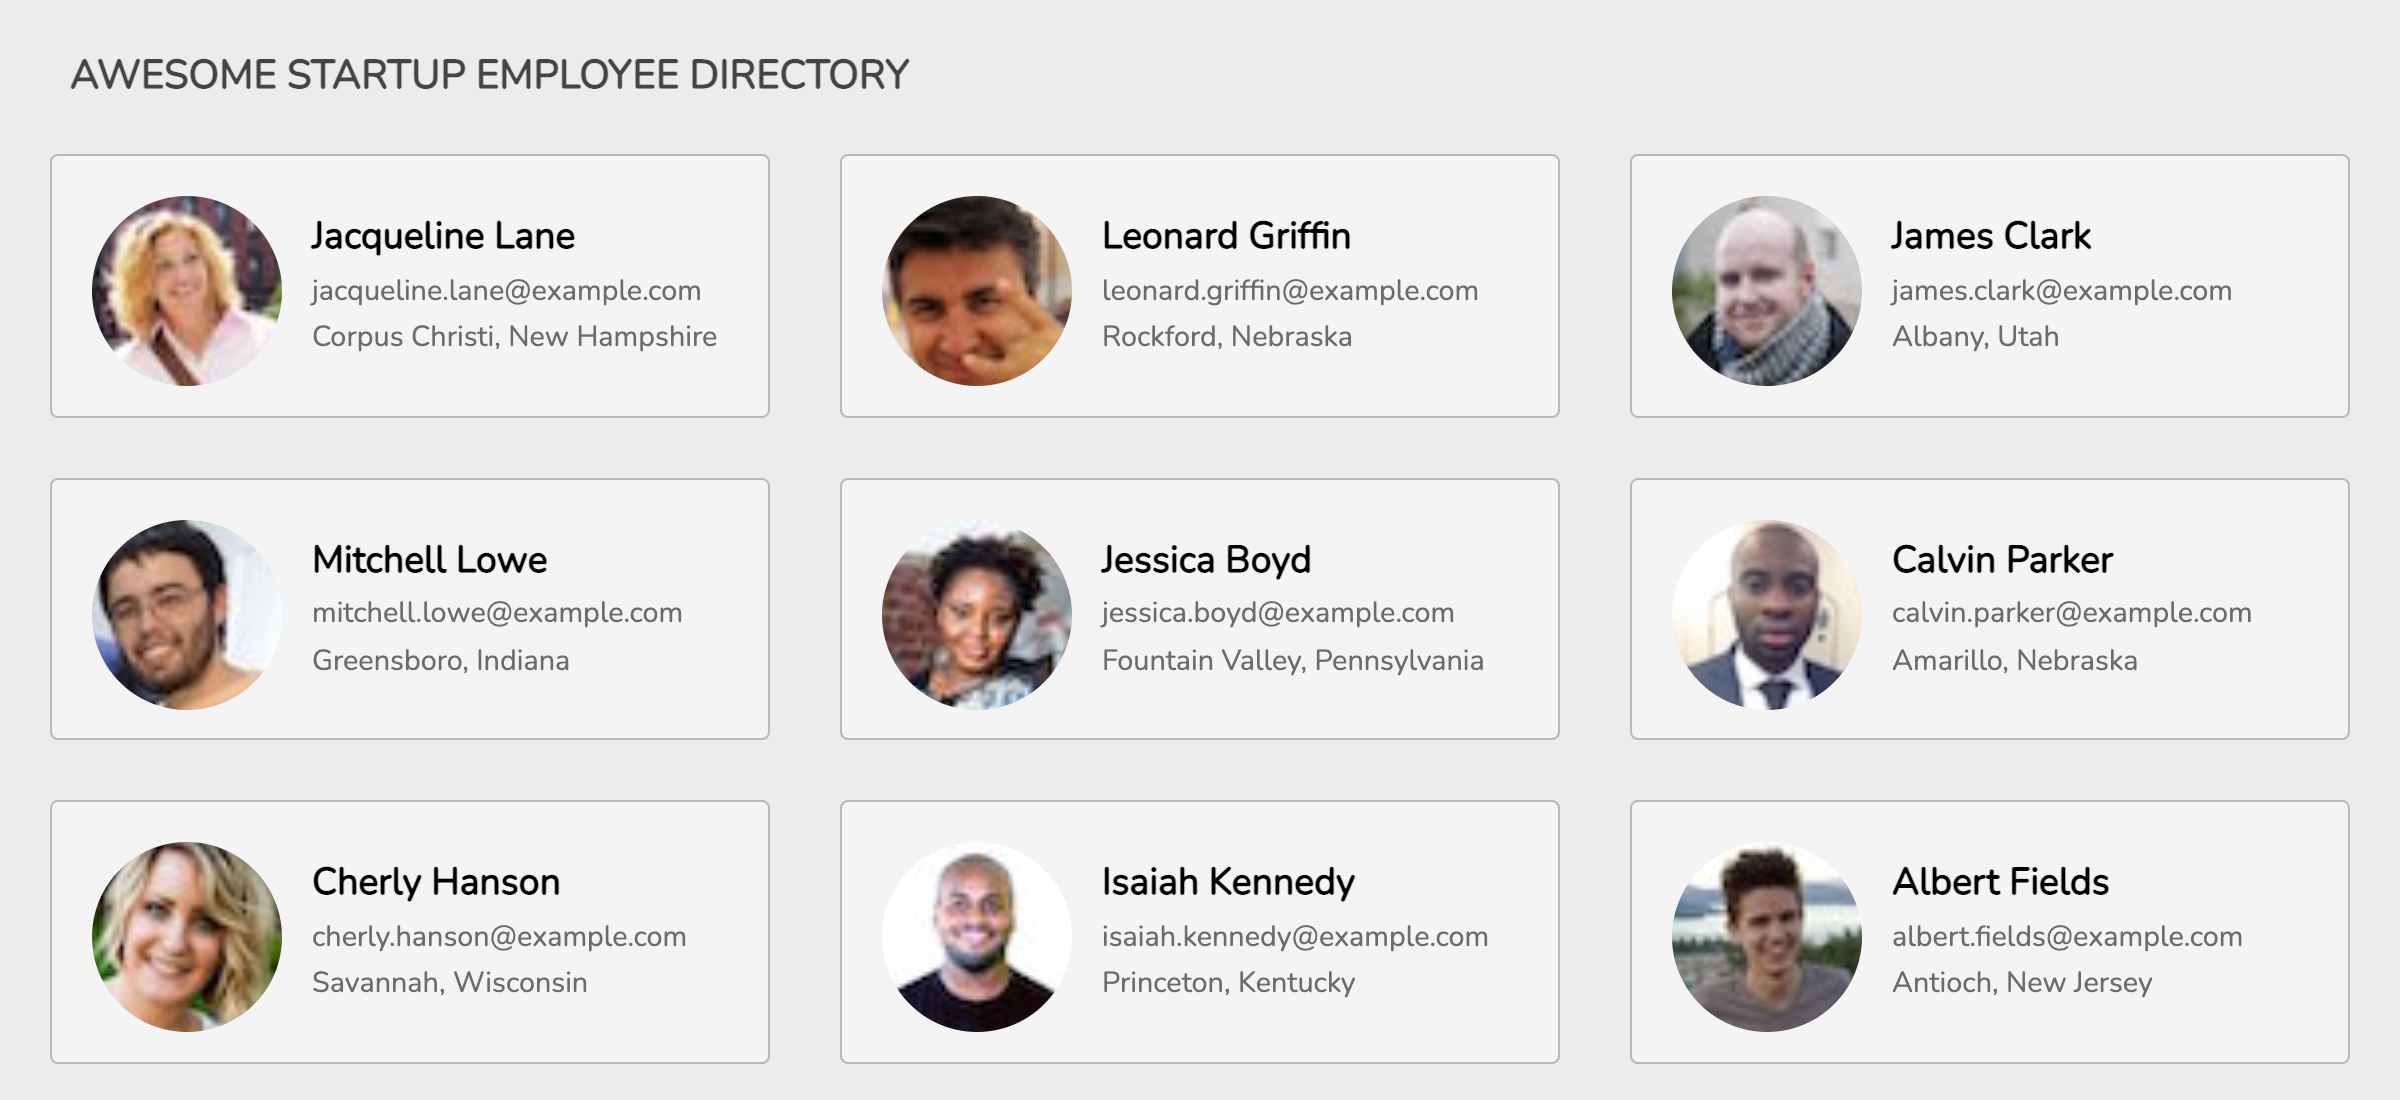 AWESOME STARTUP EMPLOYEE DIRECTORY
Jacqueline Lane
jacqueline.lane@example.com
Corpus Christi, New Hampshire
Leonard Griffin
leonard.griffin@example.com
Rockford, Nebraska
James Clark
james.clark@example.com
Albany, Utah
Mitchell Lowe
mitchell.lowe@example.com
Greensboro, Indiana
Jessica Boyd
jessica.boyd@example.com
Fountain Valley, Pennsylvania
Calvin Parker
calvin.parker@example.com
Amarillo, Nebraska
Cherly Hanson
cherly.hanson@example.com
Savannah, Wisconsin
Isaiah Kennedy
isaiah.kennedy@example.com
Princeton, Kentucky
Albert Fields
albert.fields@example.com
Antioch, New Jersey